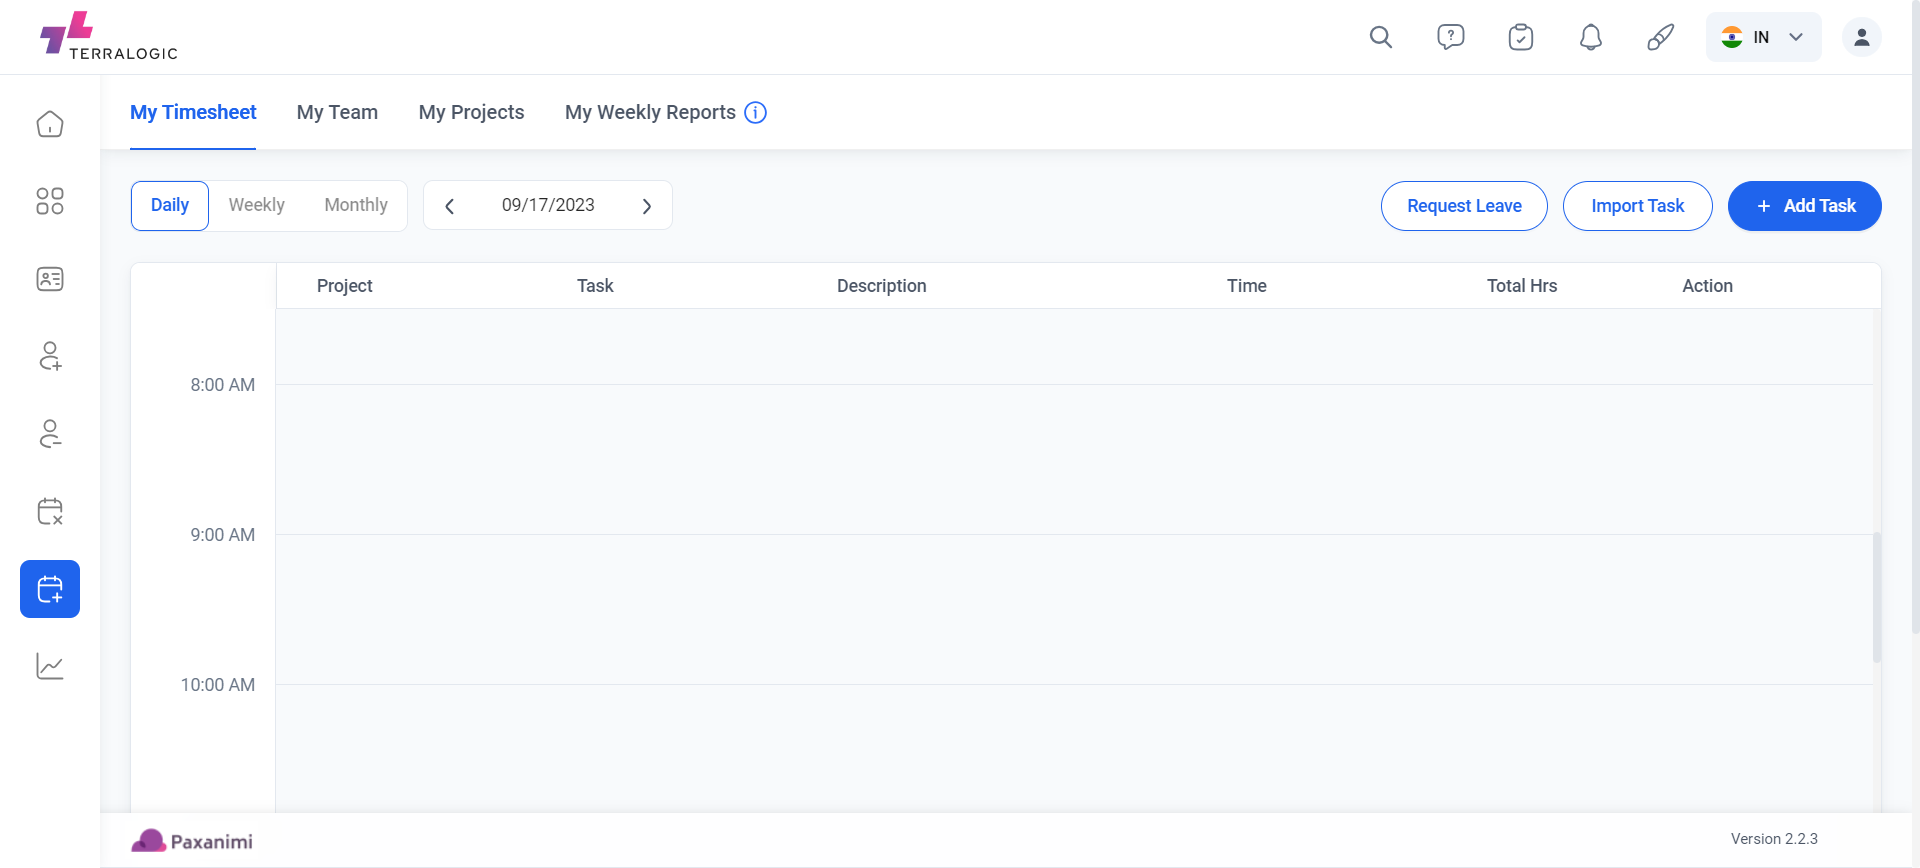 TERRALOGIC
IN
My Timesheet My Team My Projects My Weekly Reports
Daily Weekly Monthly 09/17/2023 Request Leave Import Task + Add Task
Project Task Description Time Total Hrs Action
8:00 AM
9:00 AM
10:00 AM
Paxanimi Version 2.2.3